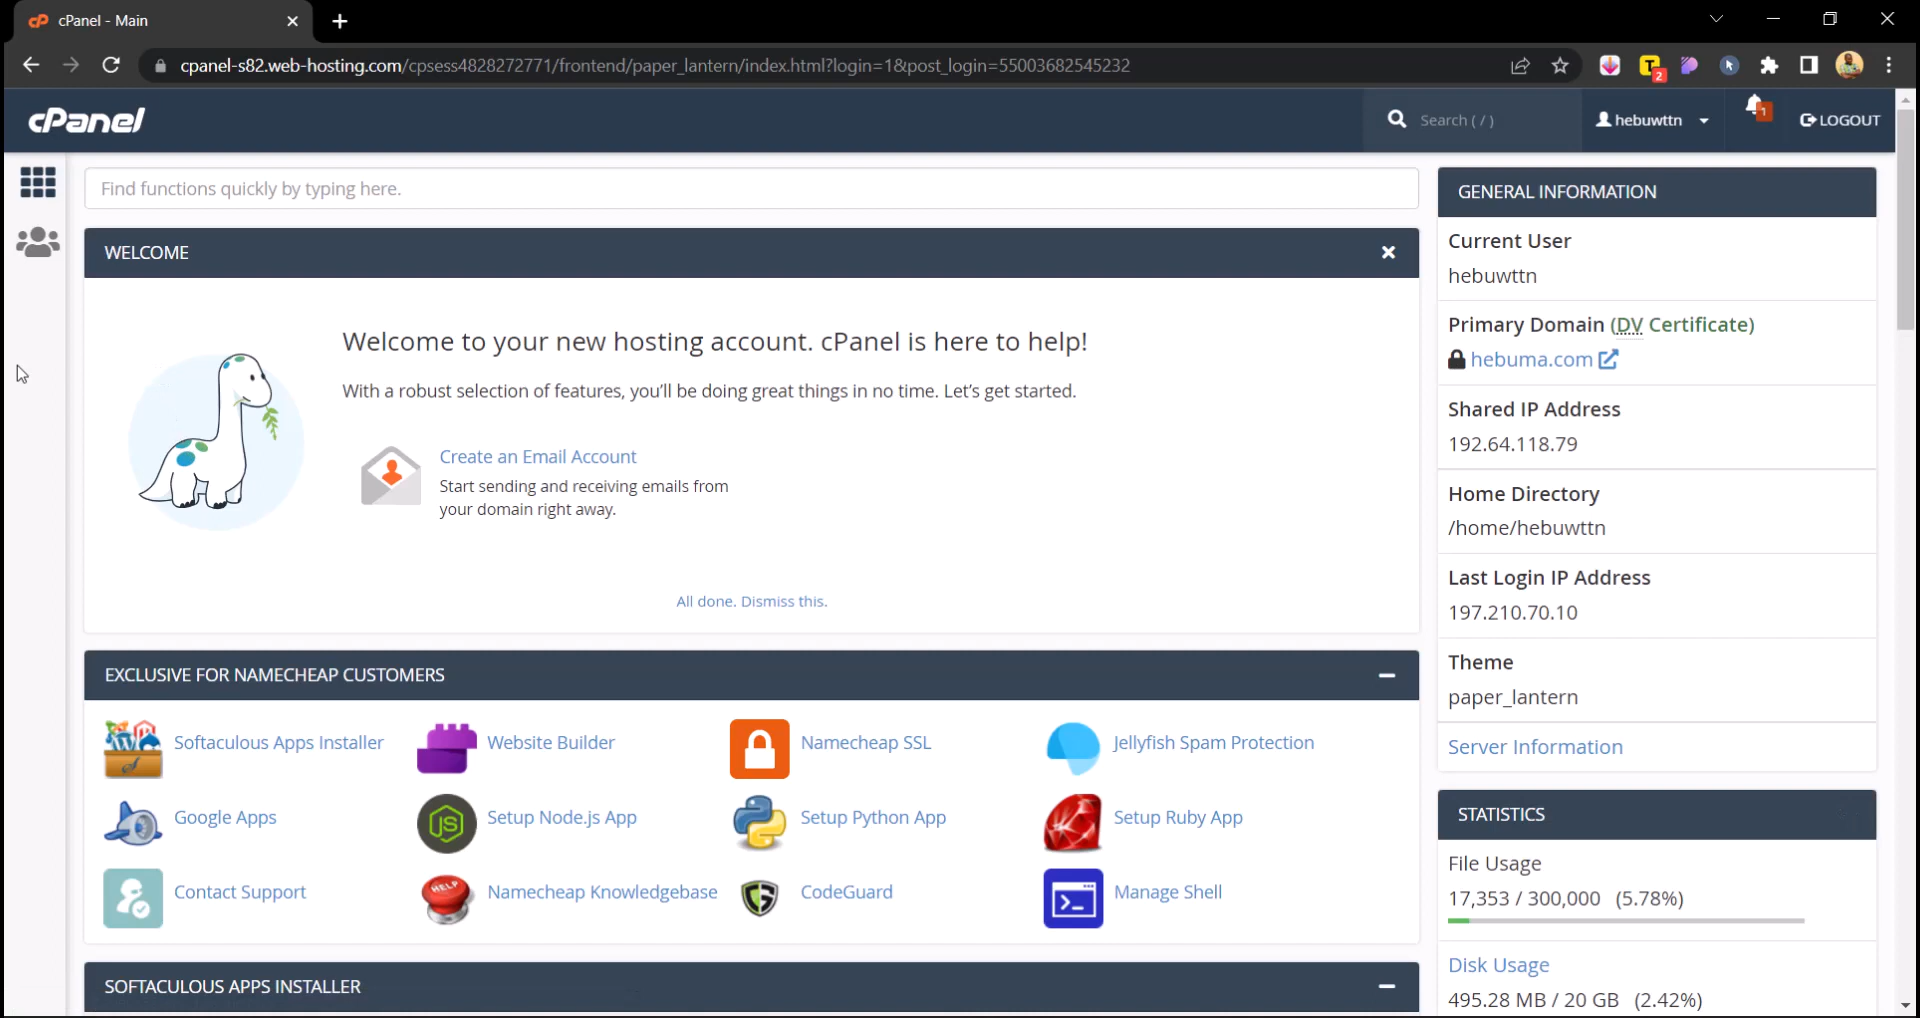 cPanel - Main
cpanel-s82.web-hosting.com/cpsess4828272771/frontend/paper_lantern/index.html?login=1&post_login=55003682545232
T
2
cPanel
Search ( / )
hebuwttn
1
LOGOUT
Find functions quickly by typing here.
WELCOME
Welcome to your new hosting account. cPanel is here to help!
With a robust selection of features, you'll be doing great things in no time. Let's get started.
Create an Email Account
Start sending and receiving emails from
your domain right away.
All done. Dismiss this.
EXCLUSIVE FOR NAMECHEAP CUSTOMERS
Softaculous Apps Installer
Website Builder
Namecheap SSL
Jellyfish Spam Protection
Google Apps
Setup Node.js App
Setup Python App
Setup Ruby App
Contact Support
HELP
Namecheap Knowledgebase
CodeGuard
Manage Shell
SOFTACULOUS APPS INSTALLER
GENERAL INFORMATION
Current User
hebuwttn
Primary Domain (DV Certificate)
hebuma.com
Shared IP Address
192.64.118.79
Home Directory
/home/hebuwttn
Last Login IP Address
197.210.70.10
Theme
paper_lantern
Server Information
STATISTICS
File Usage
17,353 / 300,000 (5.78%)
Disk Usage
495.28 MB / 20 GB (2.42%)